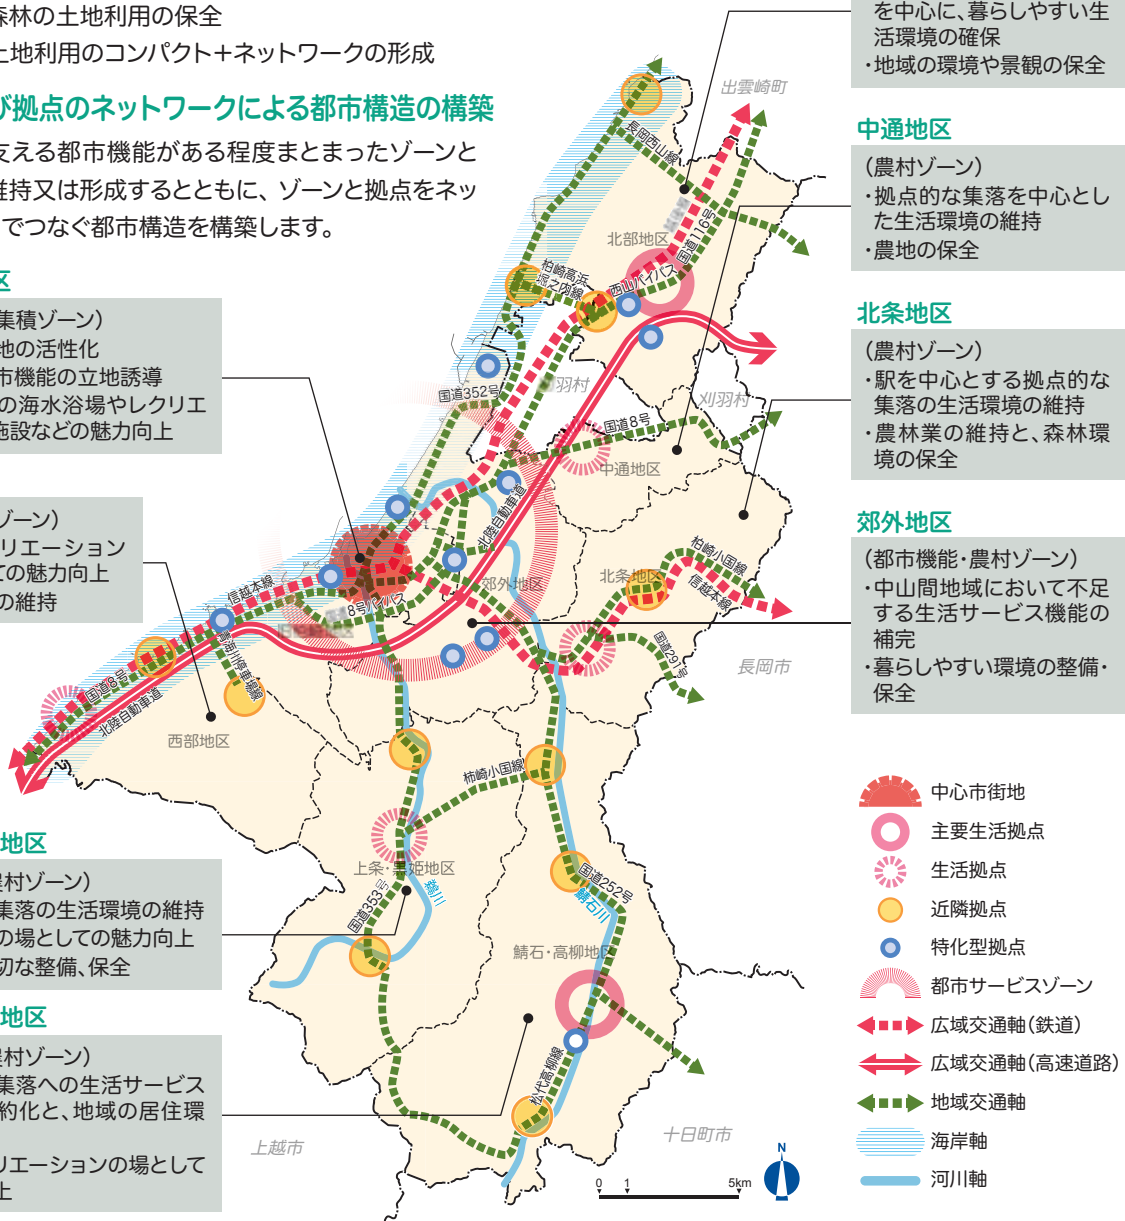 森林の土地利用の保全
土地利用のコンパクト＋ネットワークの形成
び拠点のネットワークによる都市構造の構築
支える都市機能がある程度まとまったゾーンと
維持又は形成するとともに、ゾーンと拠点をネッ
でつなぐ都市構造を構築します。
区
集積ゾーン）
地の活性化
市機能の立地誘導
の海水浴場やレクリエ
施設などの魅力向上
ゾーン）
リエーション
ての魅力向上
の維持
地区
農村ゾーン）
集落の生活環境の維持
の場としての魅力向上
切な整備、保全
地区
農村ゾーン）
集落への生活サービス
約化と、地域の居住環
リエーションの場として
上
を中心に、暮らしやすい生
活環境の確保
・地域の環境や景観の保全
中通地区
（農村ゾーン）
・拠点的な集落を中心とし
た生活環境の維持
・農地の保全
北条地区
（農村ゾーン）
・駅を中心とする拠点的な
集落の生活環境の維持
・農林業の維持と、森林環
境の保全
郊外地区
（都市機能・農村ゾーン）
・中山間地域において不足
する生活サービス機能の
補完
・暮らしやすい環境の整備・
保全
出雲崎町
長岡西山線
北部地区
国道116号
柏崎高浜
堀之内線
西山バイパス
羽村
刈羽村
国道352号
国道8号
中通地区
北陸自動車道
郊外地区
北条地区
柏崎小国線
信越本線
国道291号
長岡市
信越本線
8号バイパス
青海川停車場線
国道8号
北陸自動車道
西部地区
柿崎小国線
上条・黒姫地区
国道353号
鵜川
国道252号
鯖石川
鯖石・高柳地区
松代高柳線
上越市
十日町市
N
0 1 5km
中心市街地
主要生活拠点
生活拠点
近隣拠点
特化型拠点
都市サービスゾーン
広域交通軸（鉄道）
広域交通軸（高速道路）
地域交通軸
海岸軸
河川軸